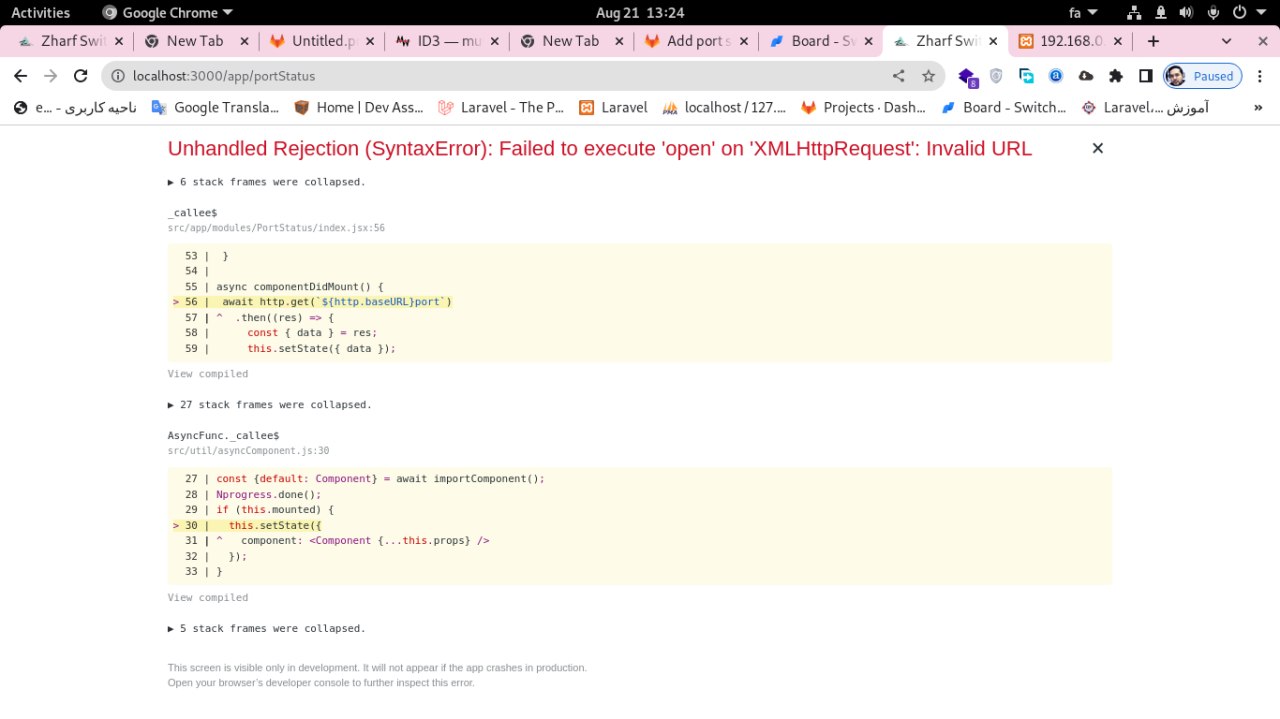 Activities Google Chrome Aug 21 13:24 fa
Zharf Swit New Tab Untitled.p ID3 — mu New Tab Add port s Board - Sw Zharf Swit 192.168.0.
localhost:3000/app/portStatus 8 Paused
e... - ناحیه کاربری Google Transla... Home | Dev Ass... Laravel - The P... Laravel localhost / 127.... Projects · Dash... Board - Switch... Laravel،... آموزش »
Unhandled Rejection (SyntaxError): Failed to execute 'open' on 'XMLHttpRequest': Invalid URL
▶ 6 stack frames were collapsed.
_callee$
src/app/modules/PortStatus/index.jsx:56
53 | }
54 |
55 | async componentDidMount() {
> 56 | await http.get(`${http.baseURL}port`)
57 | ^ .then((res) => {
58 | const { data } = res;
59 | this.setState({ data });
View compiled
▶ 27 stack frames were collapsed.
AsyncFunc._callee$
src/util/asyncComponent.js:30
27 | const {default: Component} = await importComponent();
28 | Nprogress.done();
29 | if (this.mounted) {
> 30 | this.setState({
31 | ^ component: <Component {...this.props} />
32 | });
33 | }
View compiled
▶ 5 stack frames were collapsed.
This screen is visible only in development. It will not appear if the app crashes in production.
Open your browser's developer console to further inspect this error.